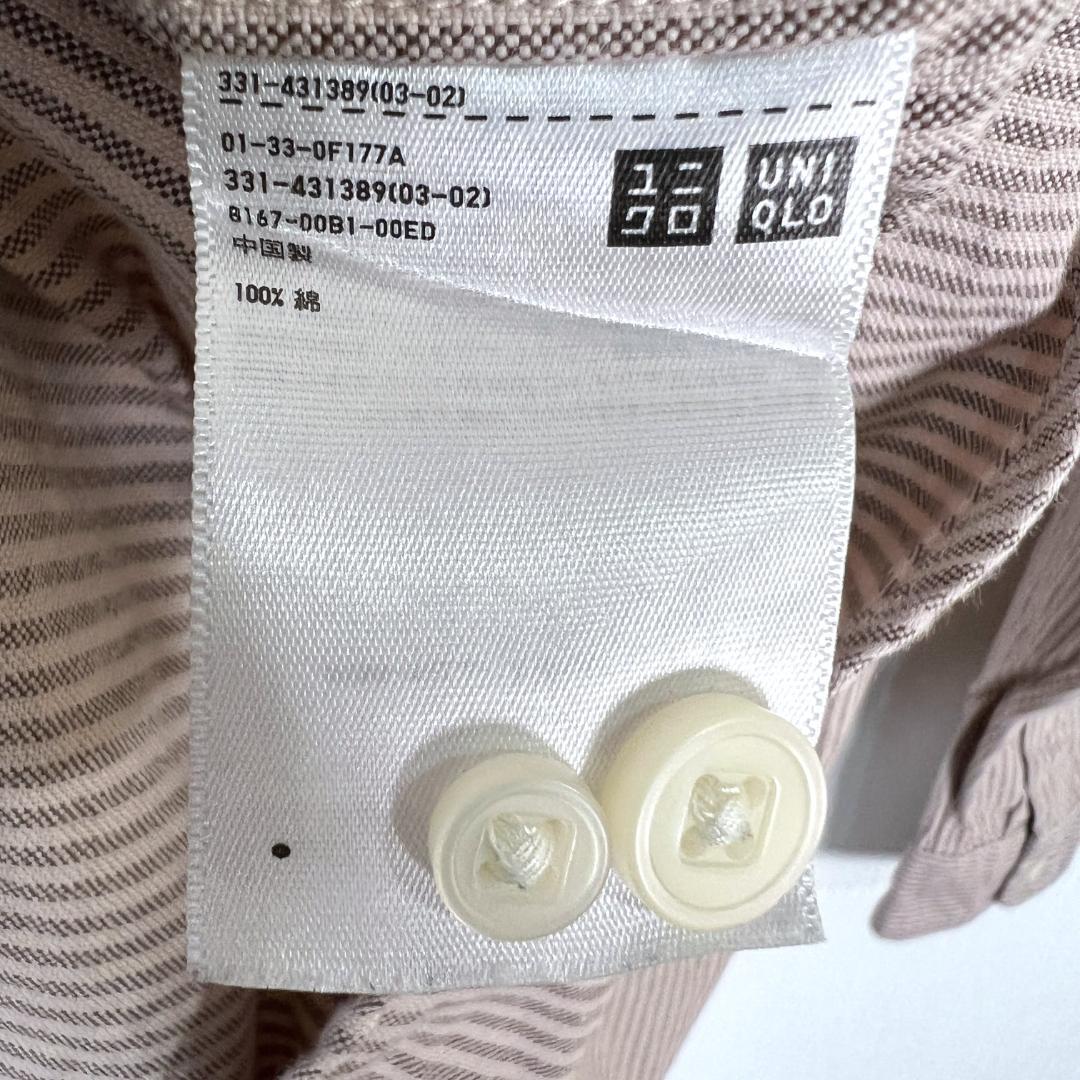 331-431389(03-02)
01-33-0F177A
331-431389(03-02)
8167-00B1-00ED
中国製
100% 綿
ユニ
クロ
UNI
QLO